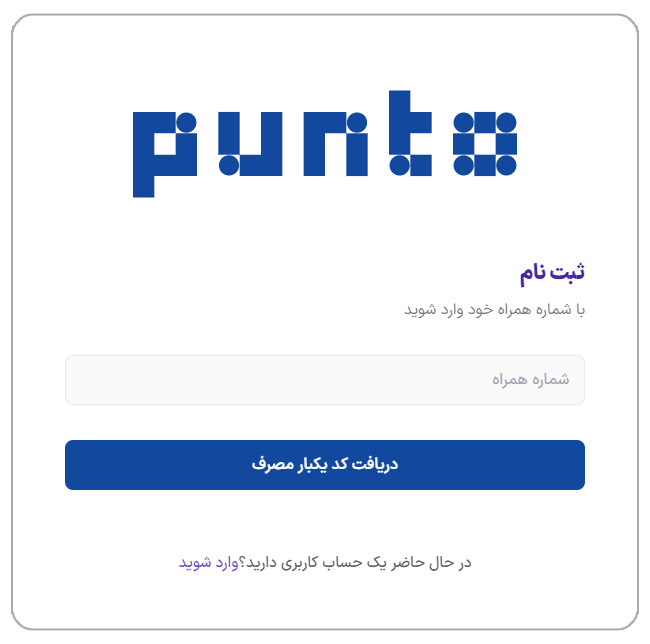 punto
ثبت نام
با شماره همراه خود وارد شوید
شماره همراه
دریافت کد یکبار مصرف
در حال حاضر یک حساب کاربری دارید؟وارد شوید